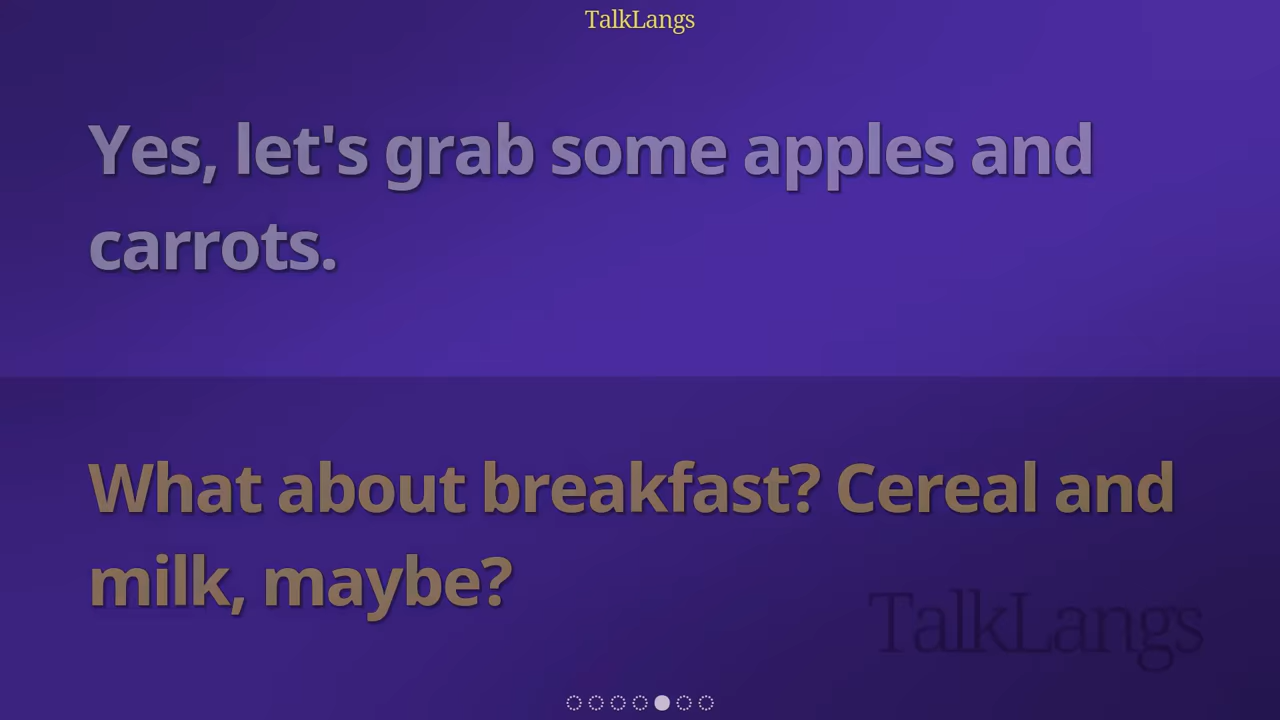 TalkLangs
Yes, let's grab some apples and
carrots.
What about breakfast? Cereal and
milk, maybe?
TalkLangs